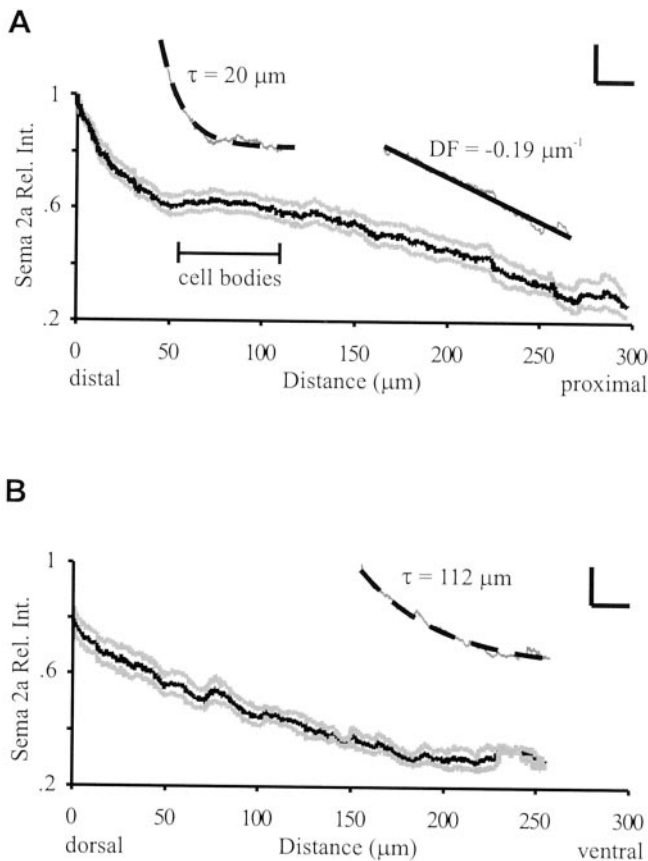 A
τ = 20 μm
1
DF = -0.19 μm⁻¹
.6
Sema 2a Rel. Int.
cell bodies
.2
0 50 100 150 200 250 300
distal Distance (μm) proximal
B
1
τ = 112 μm
.6
Sema 2a Rel. Int.
.2
0 50 100 150 200 250 300
dorsal Distance (μm) ventral